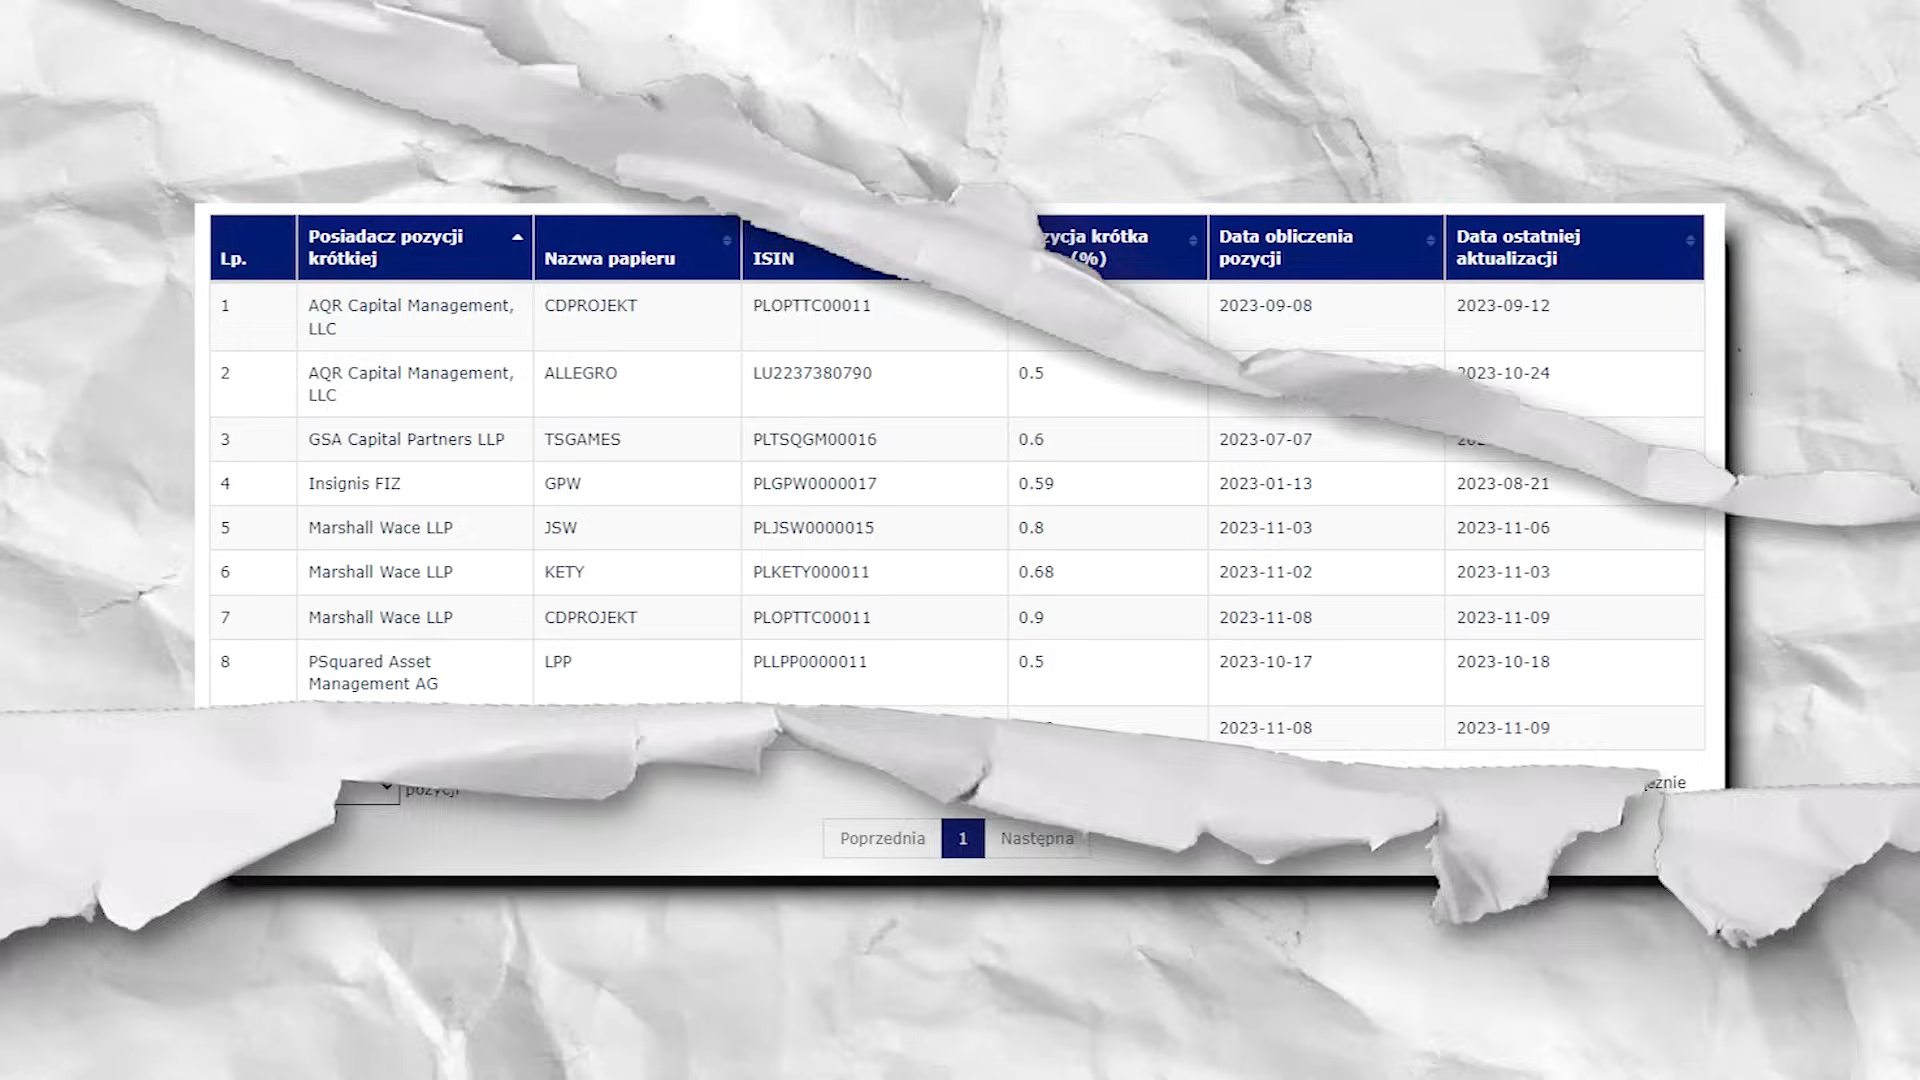 Lp. Posiadacz pozycji krótkiej Nazwa papieru ISIN krótka (%) Data obliczenia pozycji Data ostatniej aktualizacji
1 AQR Capital Management, LLC CDPROJEKT PLOPTTC00011 2023-09-08 2023-09-12
2 AQR Capital Management, LLC ALLEGRO LU2237380790 0.5 2023-10-24
3 GSA Capital Partners LLP TSGAMES PLTSQGM00016 0.6 2023-07-07
4 Insignis FIZ GPW PLGPW0000017 0.59 2023-01-13 2023-08-21
5 Marshall Wace LLP JSW PLJSW0000015 0.8 2023-11-03 2023-11-06
6 Marshall Wace LLP KETY PLKETY000011 0.68 2023-11-02 2023-11-03
7 Marshall Wace LLP CDPROJEKT PLOPTTC00011 0.9 2023-11-08 2023-11-09
8 PSquared Asset Management AG LPP PLLPP0000011 0.5 2023-10-17 2023-10-18
2023-11-08 2023-11-09
pozycji
Poprzednia 1 Następna